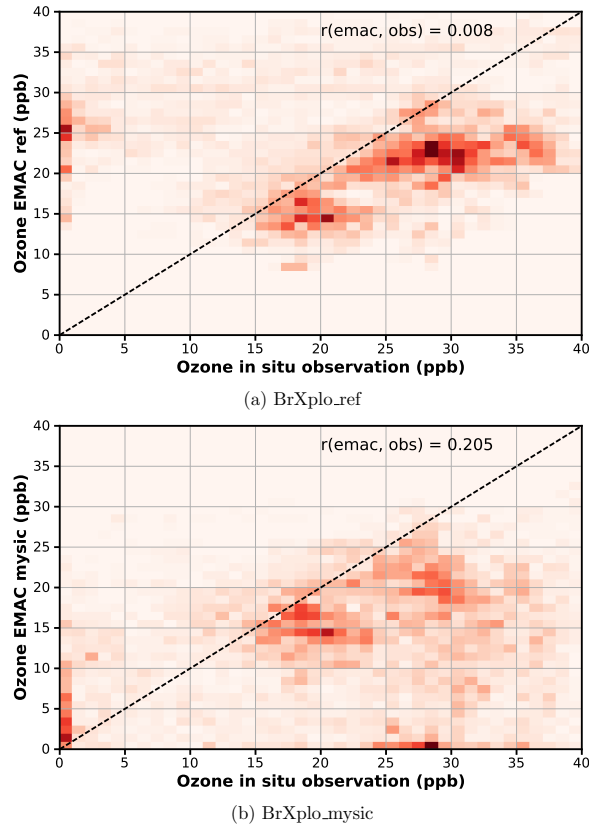 40
35
30
25
20
15
10
5
0
Ozone EMAC ref (ppb)
r(emac, obs) = 0.008
0 5 10 15 20 25 30 35 40
Ozone in situ observation (ppb)
(a) BrXplo_ref
40
35
30
25
20
15
10
5
0
Ozone EMAC mysic (ppb)
r(emac, obs) = 0.205
0 5 10 15 20 25 30 35 40
Ozone in situ observation (ppb)
(b) BrXplo_mysic